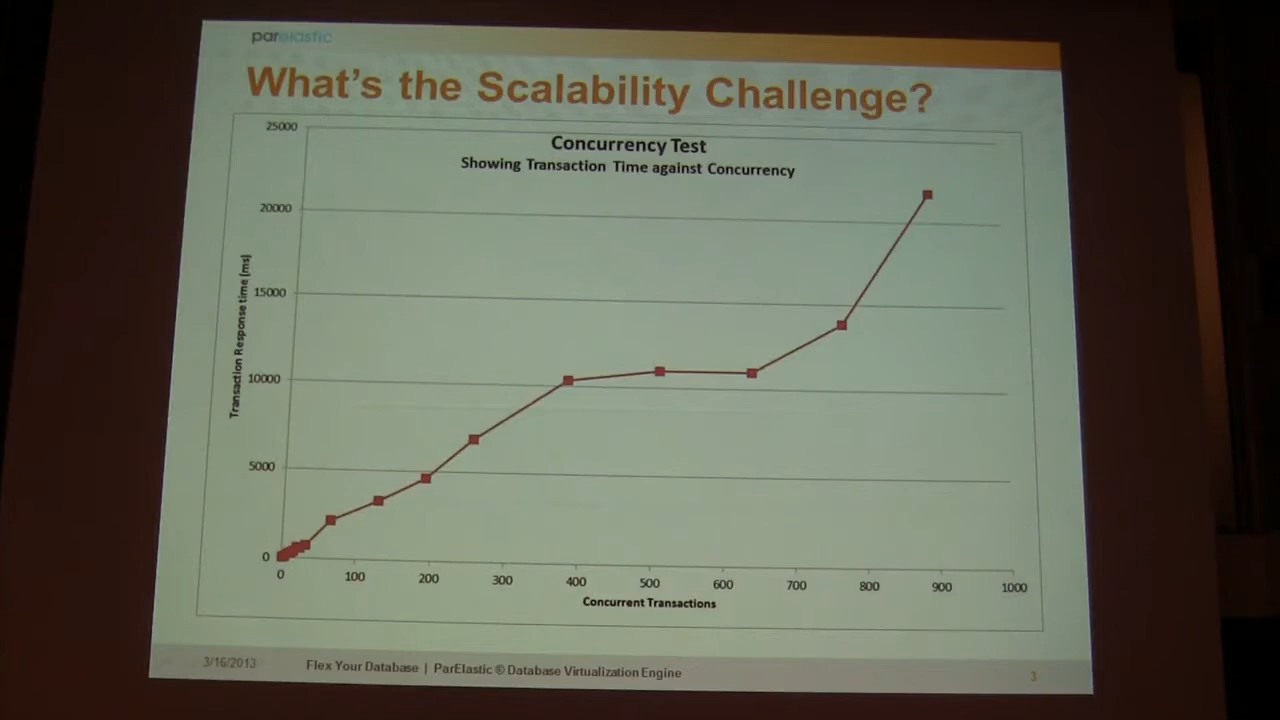 parelastic
What's the Scalability Challenge?
Concurrency Test
Showing Transaction Time against Concurrency
25000
20000
15000
10000
5000
0
Transaction Response time (ms)
0 100 200 300 400 500 600 700 800 900 1000
Concurrent Transactions
3/16/2013 Flex Your Database | ParElastic ® Database Virtualization Engine 3